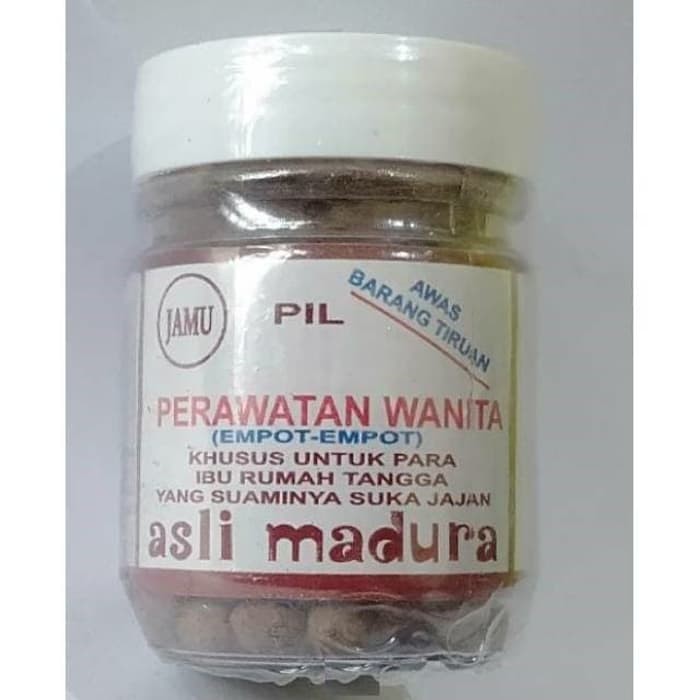 JAMU
PIL
AWAS
BARANG TIRUAN
PERAWATAN WANITA
(EMPOT-EMPOT)
KHUSUS UNTUK PARA
IBU RUMAH TANGGA
YANG SUAMINYA SUKA JAJAN
asli madura